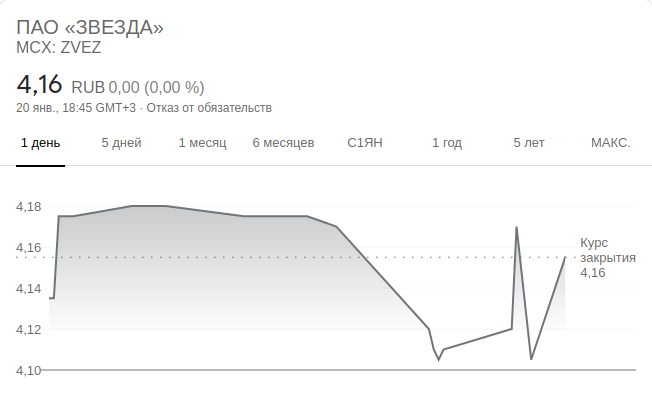 ПАО «ЗВЕЗДА»
MCX: ZVEZ
4,16 RUB 0,00 (0,00 %)
20 янв., 18:45 GMT+3 · Отказ от обязательств
1 день 5 дней 1 месяц 6 месяцев С1ЯН 1 год 5 лет МАКС.
4,18
4,16
4,14
4,12
4,10
Курс
закрытия
4,16